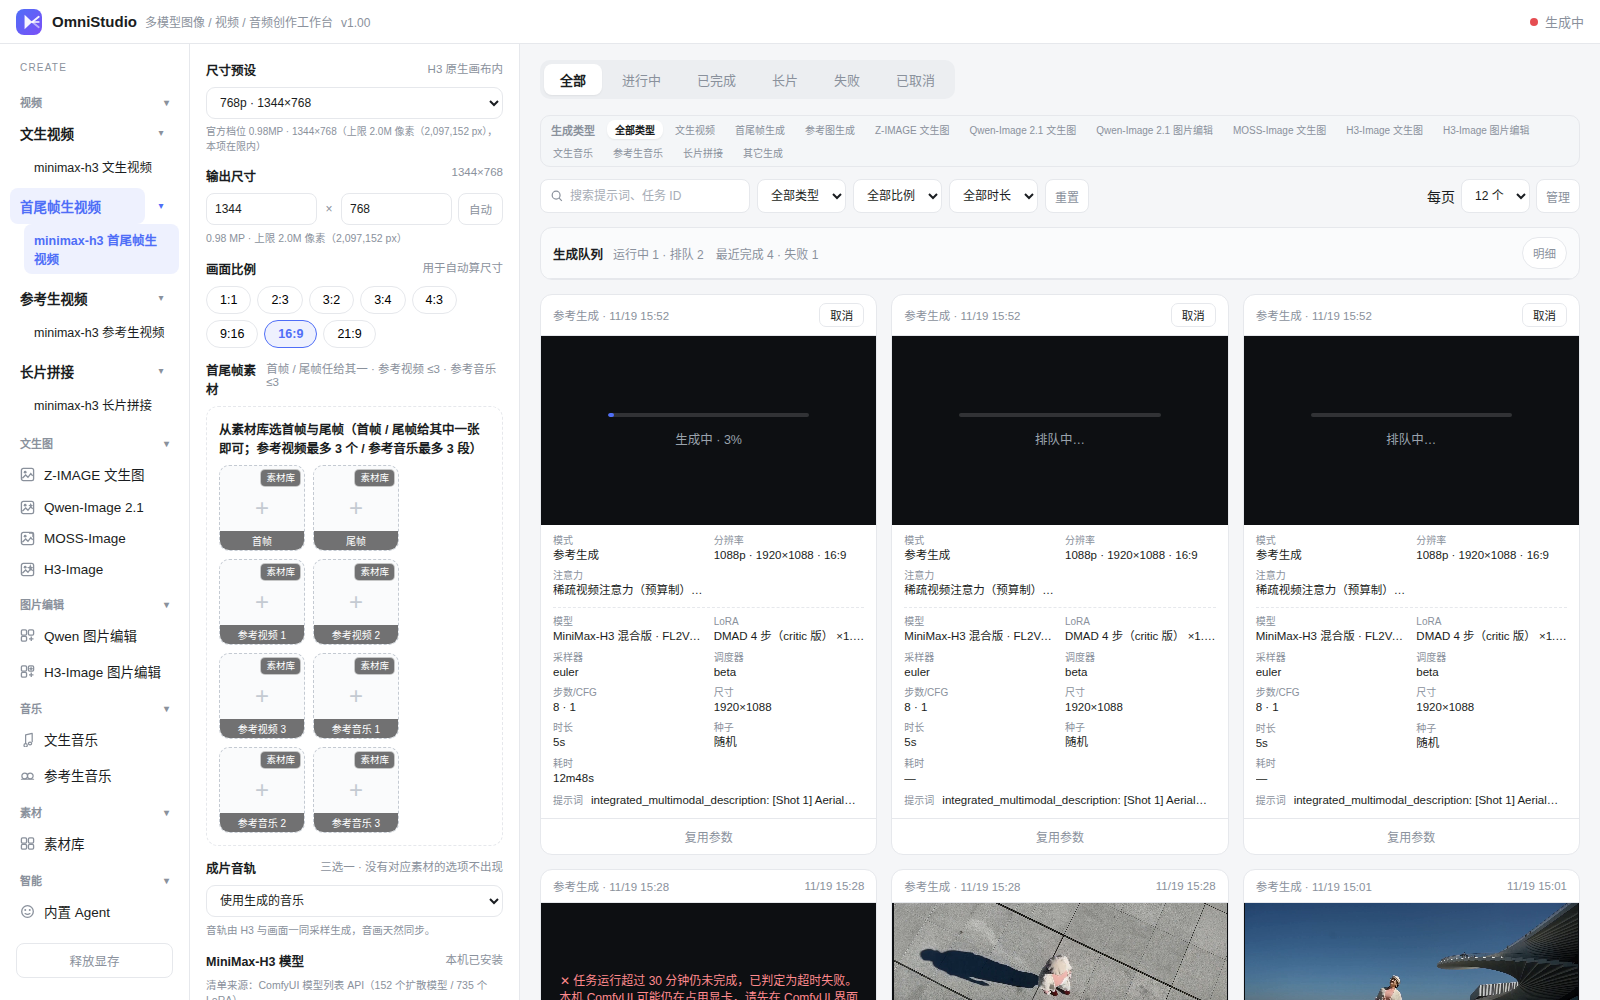 OmniStudio 多模型图像 / 视频 / 音频创作工作台 v1.00
生成中
CREATE
视频
文生视频
minimax-h3 文生视频
首尾帧生视频
minimax-h3 首尾帧生
视频
参考生视频
minimax-h3 参考生视频
长片拼接
minimax-h3 长片拼接
文生图
Z-IMAGE 文生图
Qwen-Image 2.1
MOSS-Image
H3-Image
图片编辑
Qwen 图片编辑
H3-Image 图片编辑
音乐
文生音乐
参考生音乐
素材
素材库
智能
内置 Agent
释放显存
尺寸预设 H3 原生画布内
768p · 1344×768
官方档位 0.98MP · 1344×768（上限 2.0M 像素（2,097,152 px），
本项在限内）
输出尺寸 1344×768
1344 × 768 自动
0.98 MP · 上限 2.0M 像素（2,097,152 px）
画面比例 用于自动算尺寸
1:1 2:3 3:2 3:4 4:3
9:16 16:9 21:9
首尾帧素
材
首帧 / 尾帧任给其一 · 参考视频 ≤3 · 参考音乐
≤3
从素材库选首帧与尾帧（首帧 / 尾帧给其中一张
即可；参考视频最多 3 个 / 参考音乐最多 3 段）
素材库 素材库
首帧 尾帧
素材库 素材库
参考视频 1 参考视频 2
素材库 素材库
参考视频 3 参考音乐 1
素材库 素材库
参考音乐 2 参考音乐 3
成片音轨 三选一 · 没有对应素材的选项不出现
使用生成的音乐
音轨由 H3 与画面一同采样生成，音画天然同步。
MiniMax-H3 模型 本机已安装
清单来源：ComfyUI 模型列表 API（152 个扩散模型 / 735 个
LoRA）
全部 进行中 已完成 长片 失败 已取消
生成类型 全部类型 文生视频 首尾帧生成 参考图生成 Z-IMAGE 文生图 Qwen-Image 2.1 文生图 Qwen-Image 2.1 图片编辑 MOSS-Image 文生图 H3-Image 文生图 H3-Image 图片编辑
文生音乐 参考生音乐 长片拼接 其它生成
搜索提示词、任务 ID 全部类型 全部比例 全部时长 重置 每页 12 个 管理
生成队列 运行中 1 · 排队 2 最近完成 4 · 失败 1 明细
参考生成 · 11/19 15:52 取消
生成中 · 3%
模式 分辨率
参考生成 1088p · 1920×1088 · 16:9
注意力
稀疏视频注意力（预算制）…
模型 LoRA
MiniMax-H3 混合版 · FL2V… DMAD 4 步（critic 版） ×1.…
采样器 调度器
euler beta
步数/CFG 尺寸
8 · 1 1920×1088
时长 种子
5s 随机
耗时
12m48s
提示词 integrated_multimodal_description: [Shot 1] Aerial…
复用参数
参考生成 · 11/19 15:52 取消
排队中…
模式 分辨率
参考生成 1088p · 1920×1088 · 16:9
注意力
稀疏视频注意力（预算制）…
模型 LoRA
MiniMax-H3 混合版 · FL2V… DMAD 4 步（critic 版） ×1.…
采样器 调度器
euler beta
步数/CFG 尺寸
8 · 1 1920×1088
时长 种子
5s 随机
耗时
—
提示词 integrated_multimodal_description: [Shot 1] Aerial…
复用参数
参考生成 · 11/19 15:52 取消
排队中…
模式 分辨率
参考生成 1088p · 1920×1088 · 16:9
注意力
稀疏视频注意力（预算制）…
模型 LoRA
MiniMax-H3 混合版 · FL2V… DMAD 4 步（critic 版） ×1.…
采样器 调度器
euler beta
步数/CFG 尺寸
8 · 1 1920×1088
时长 种子
5s 随机
耗时
—
提示词 integrated_multimodal_description: [Shot 1] Aerial…
复用参数
参考生成 · 11/19 15:28 11/19 15:28
✕ 任务运行超过 30 分钟仍未完成，已判定为超时失败。
本机 ComfyUI 可能仍在占用显卡，请先在 ComfyUI 界面
参考生成 · 11/19 15:28 11/19 15:28
参考生成 · 11/19 15:01 11/19 15:01